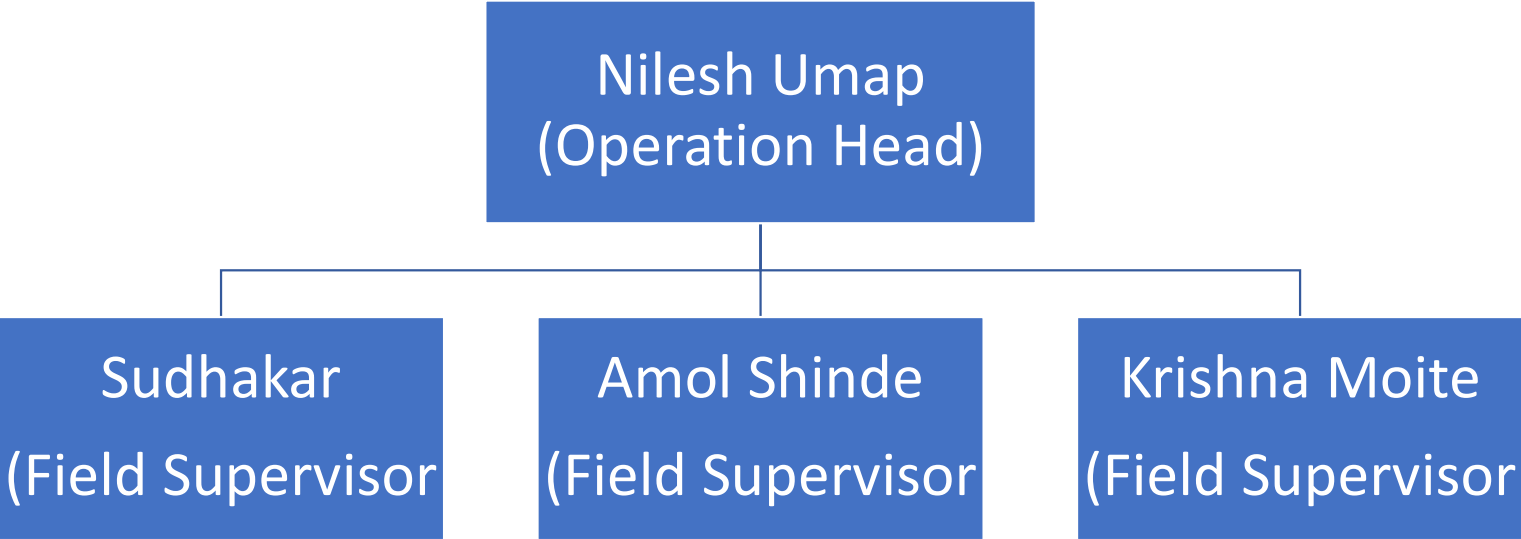 Nilesh Umap
(Operation Head)
Sudhakar
(Field Supervisor
Amol Shinde
(Field Supervisor
Krishna Moite
(Field Supervisor